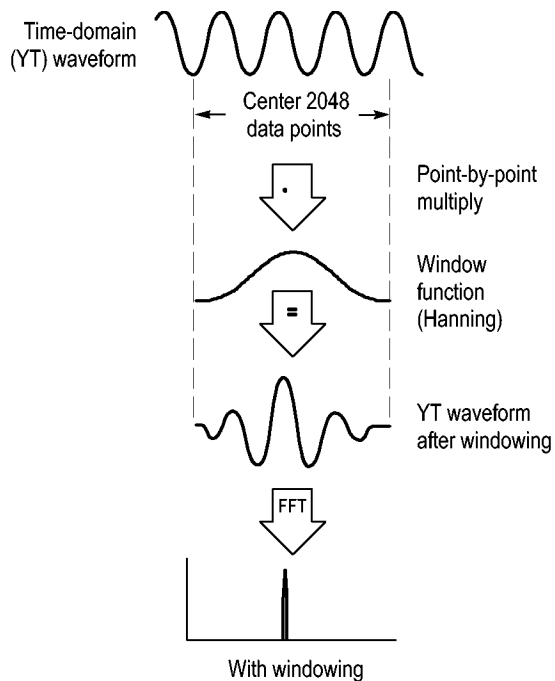 Time-domain
(YT) waveform
Center 2048
data points
Point-by-point
multiply
Window
function
(Hanning)
=
YT waveform
after windowing
FFT
With windowing